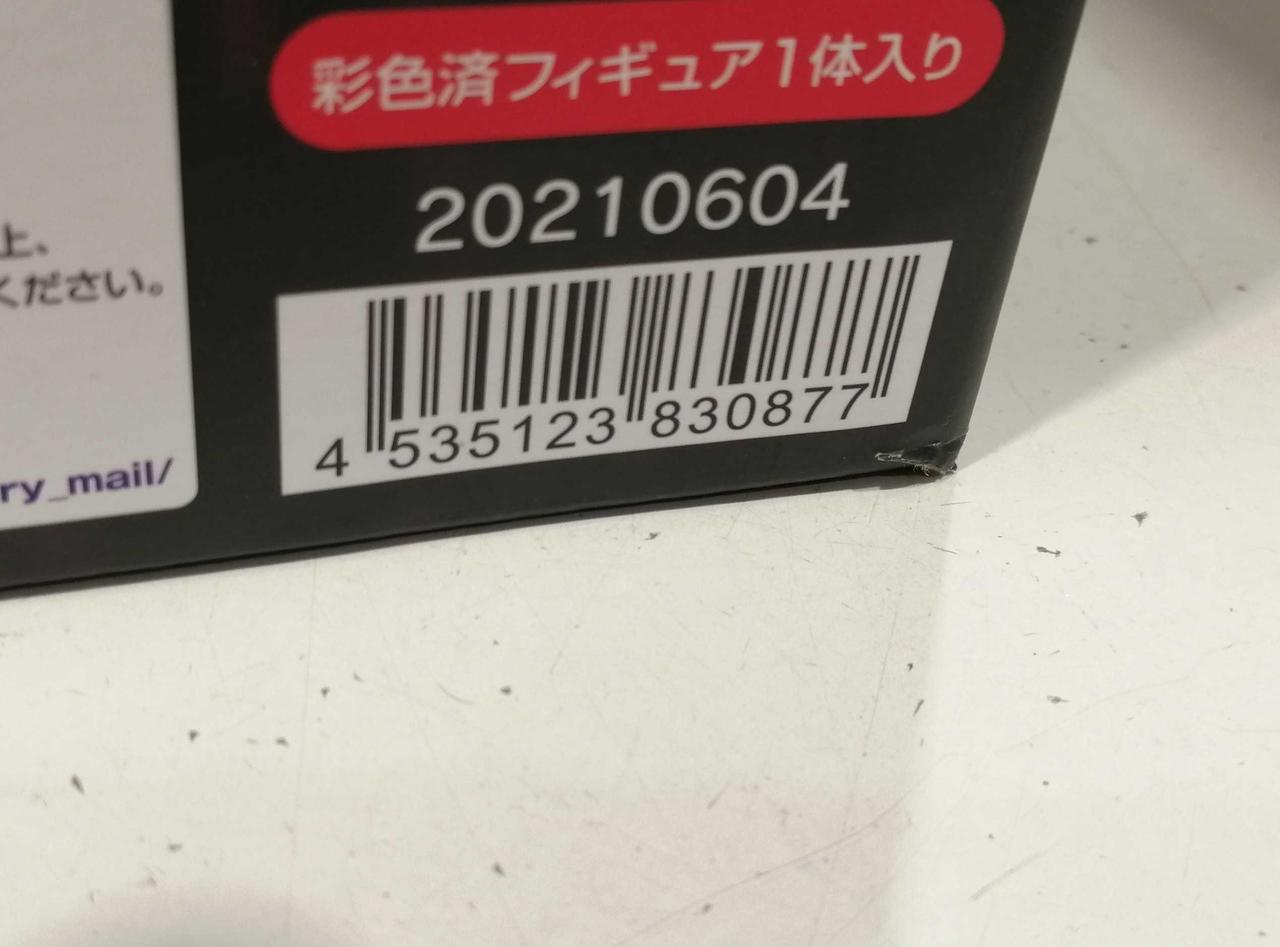 彩色済フィギュア1体入り
20210604
4 535123 830877
上、
ください。
ry_mail/